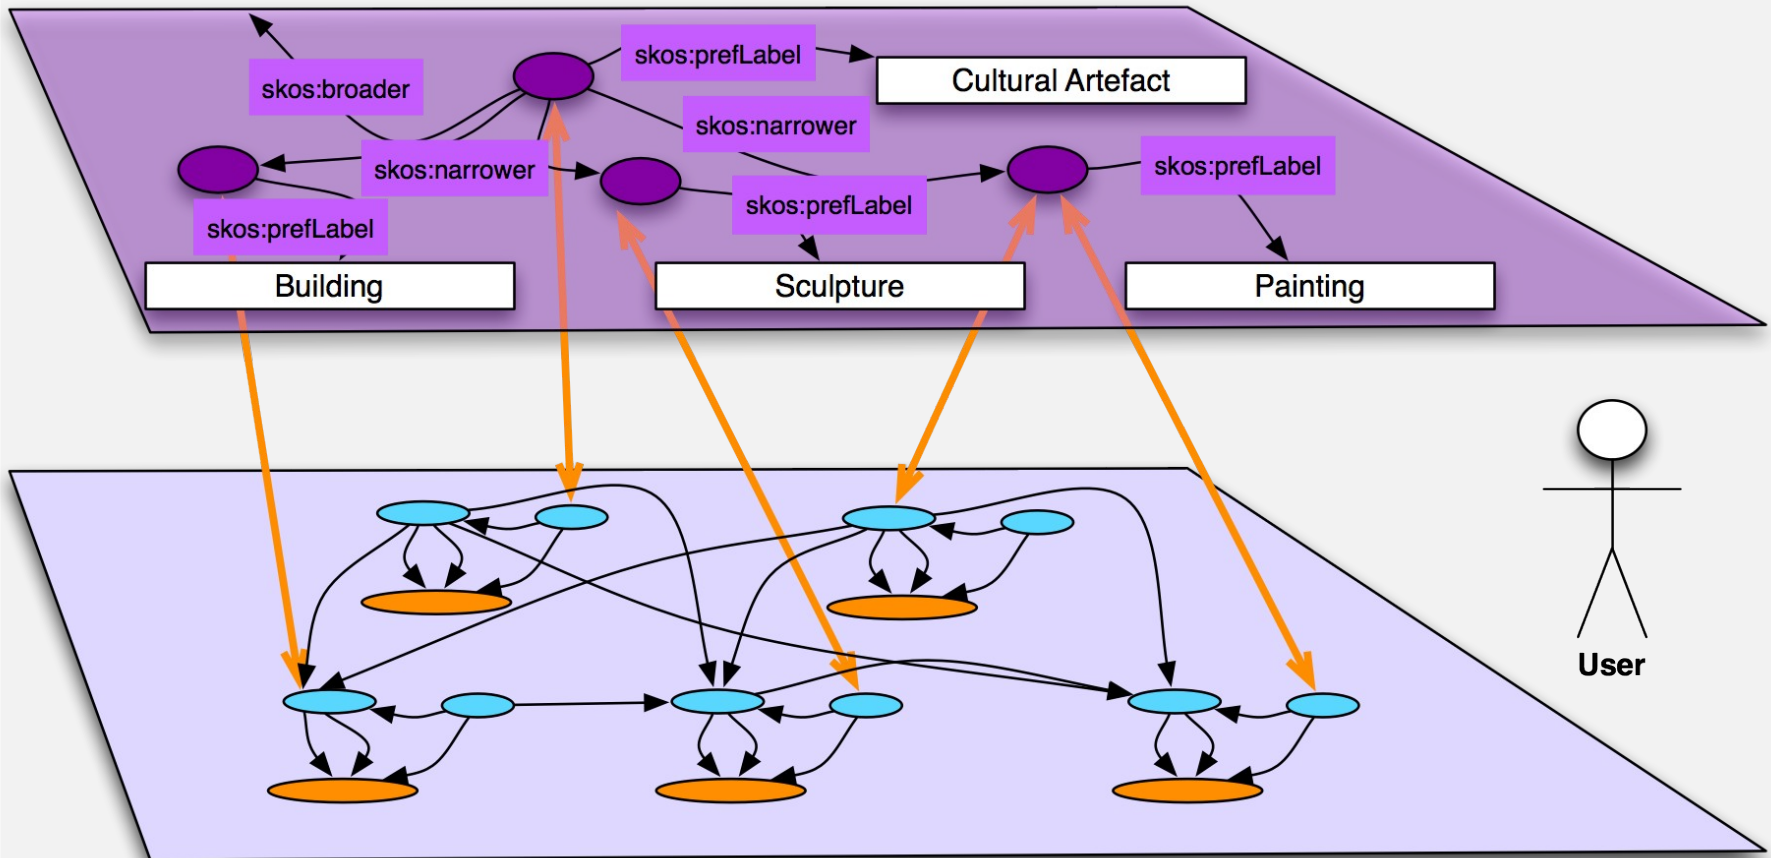 skos:prefLabel
skos:broader
Cultural Artefact
skos:narrower
skos:narrower
skos:prefLabel
skos:prefLabel
skos:prefLabel
Building
Sculpture
Painting
User